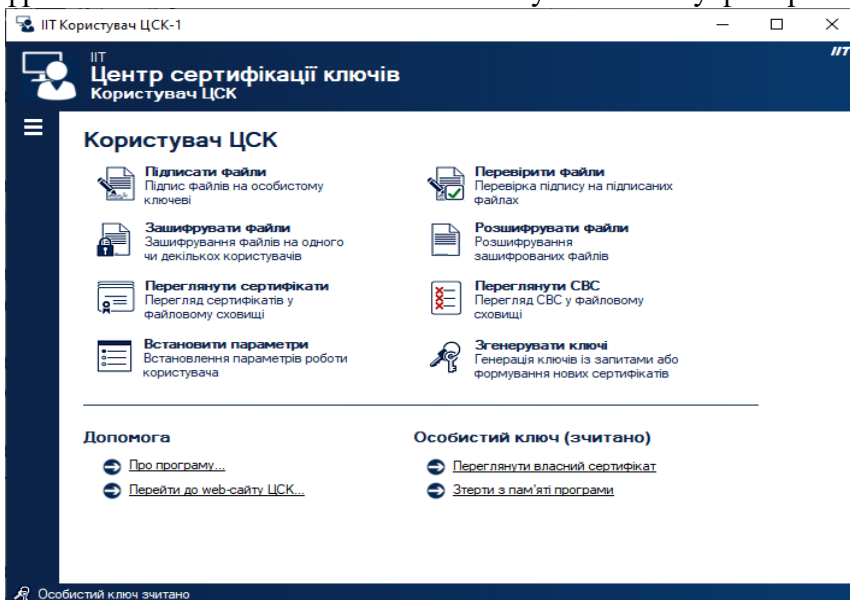 ІІТ Користувач ЦСК-1
ІІТ
ІІТ
Центр сертифікації ключів
Користувач ЦСК
Користувач ЦСК
Підписати файли
Підпис файлів на особистому
ключеві
Перевірити файли
Перевірка підпису на підписаних
файлах
Зашифрувати файли
Зашифрування файлів на одного
чи декількох користувачів
Розшифрувати файли
Розшифрування
зашифрованих файлів
Переглянути сертифікати
Перегляд сертифікатів у
файловому сховищі
Переглянути СВС
Перегляд СВС у файловому
сховищі
Встановити параметри
Встановлення параметрів роботи
користувача
Згенерувати ключі
Генерація ключів із запитами або
формування нових сертифікатів
Допомога
Про програму...
Перейти до web-сайту ЦСК...
Особистий ключ (зчитано)
Переглянути власний сертифікат
Зтерти з пам'яті програми
Особистий ключ зчитано